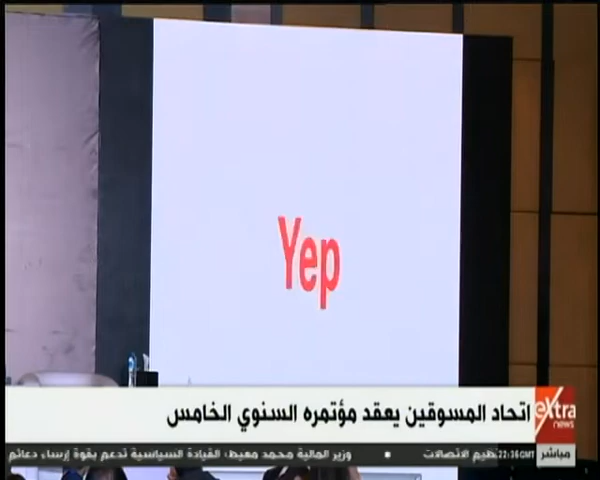 Yep
اتحاد المسوقين يعقد مؤتمره السنوي الخامس
eXtra
news
مباشر
22:36GMT
تنظيم الاتصالات ■ وزير المالية محمد معيط: القيادة السياسية تدعم بقوة إرساء دعائم